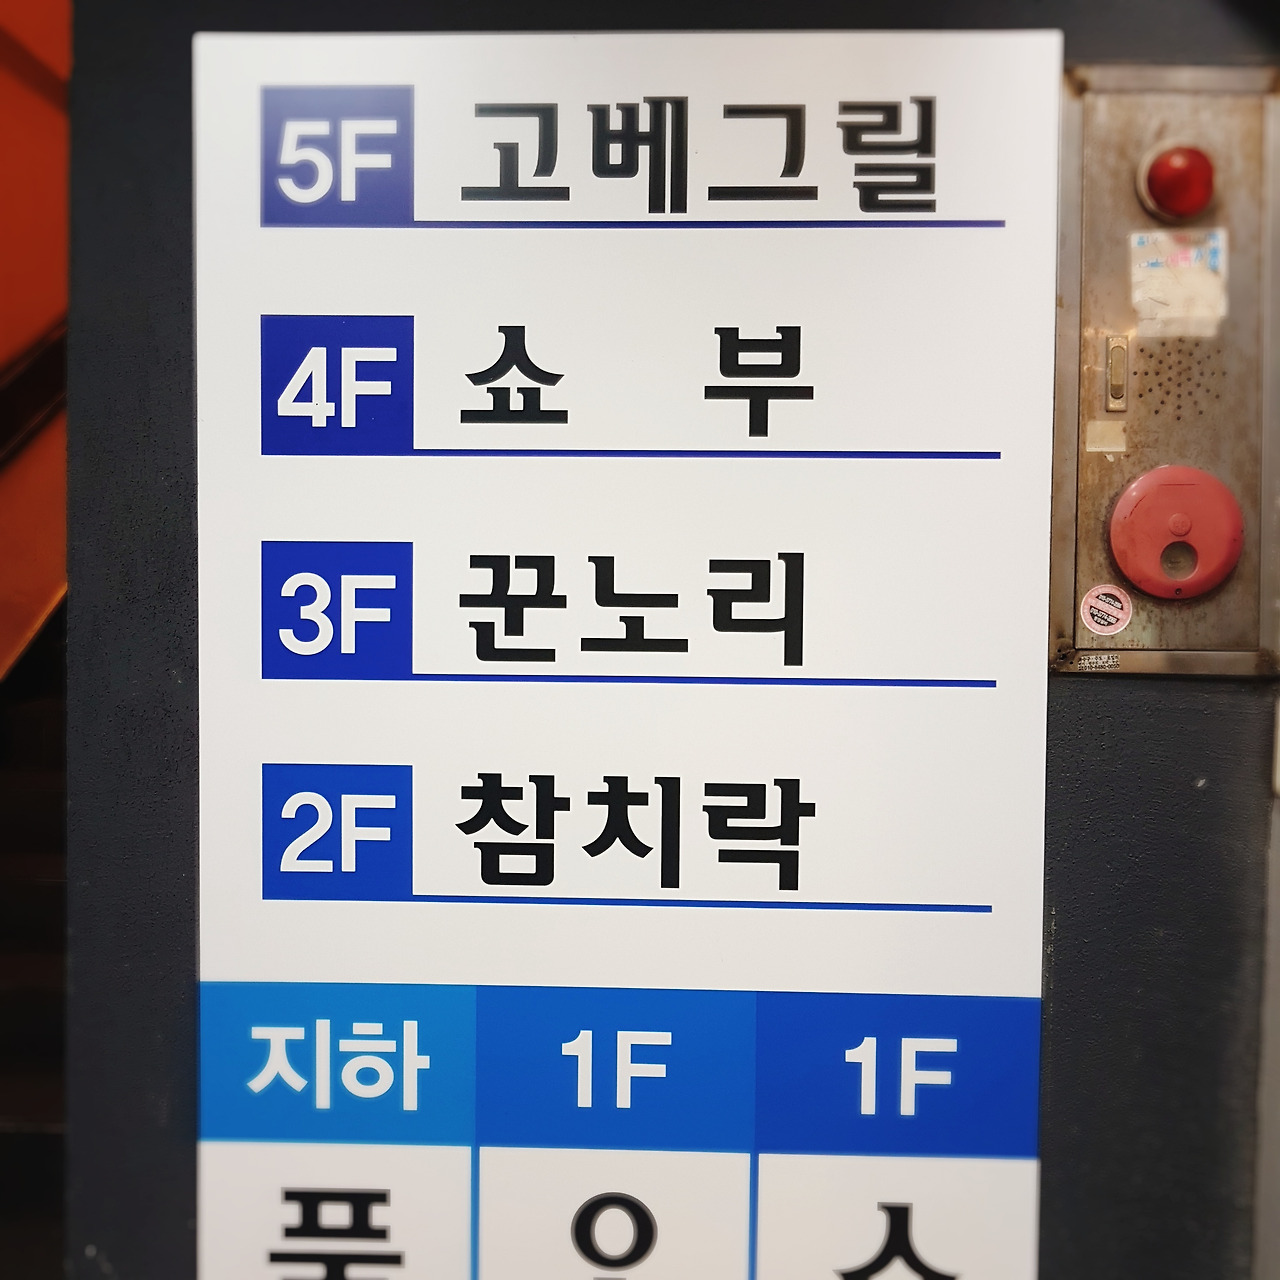 5F 고베그릴
4F 쇼 부
3F 꾼노리
2F 참치락
지하 1F 1F